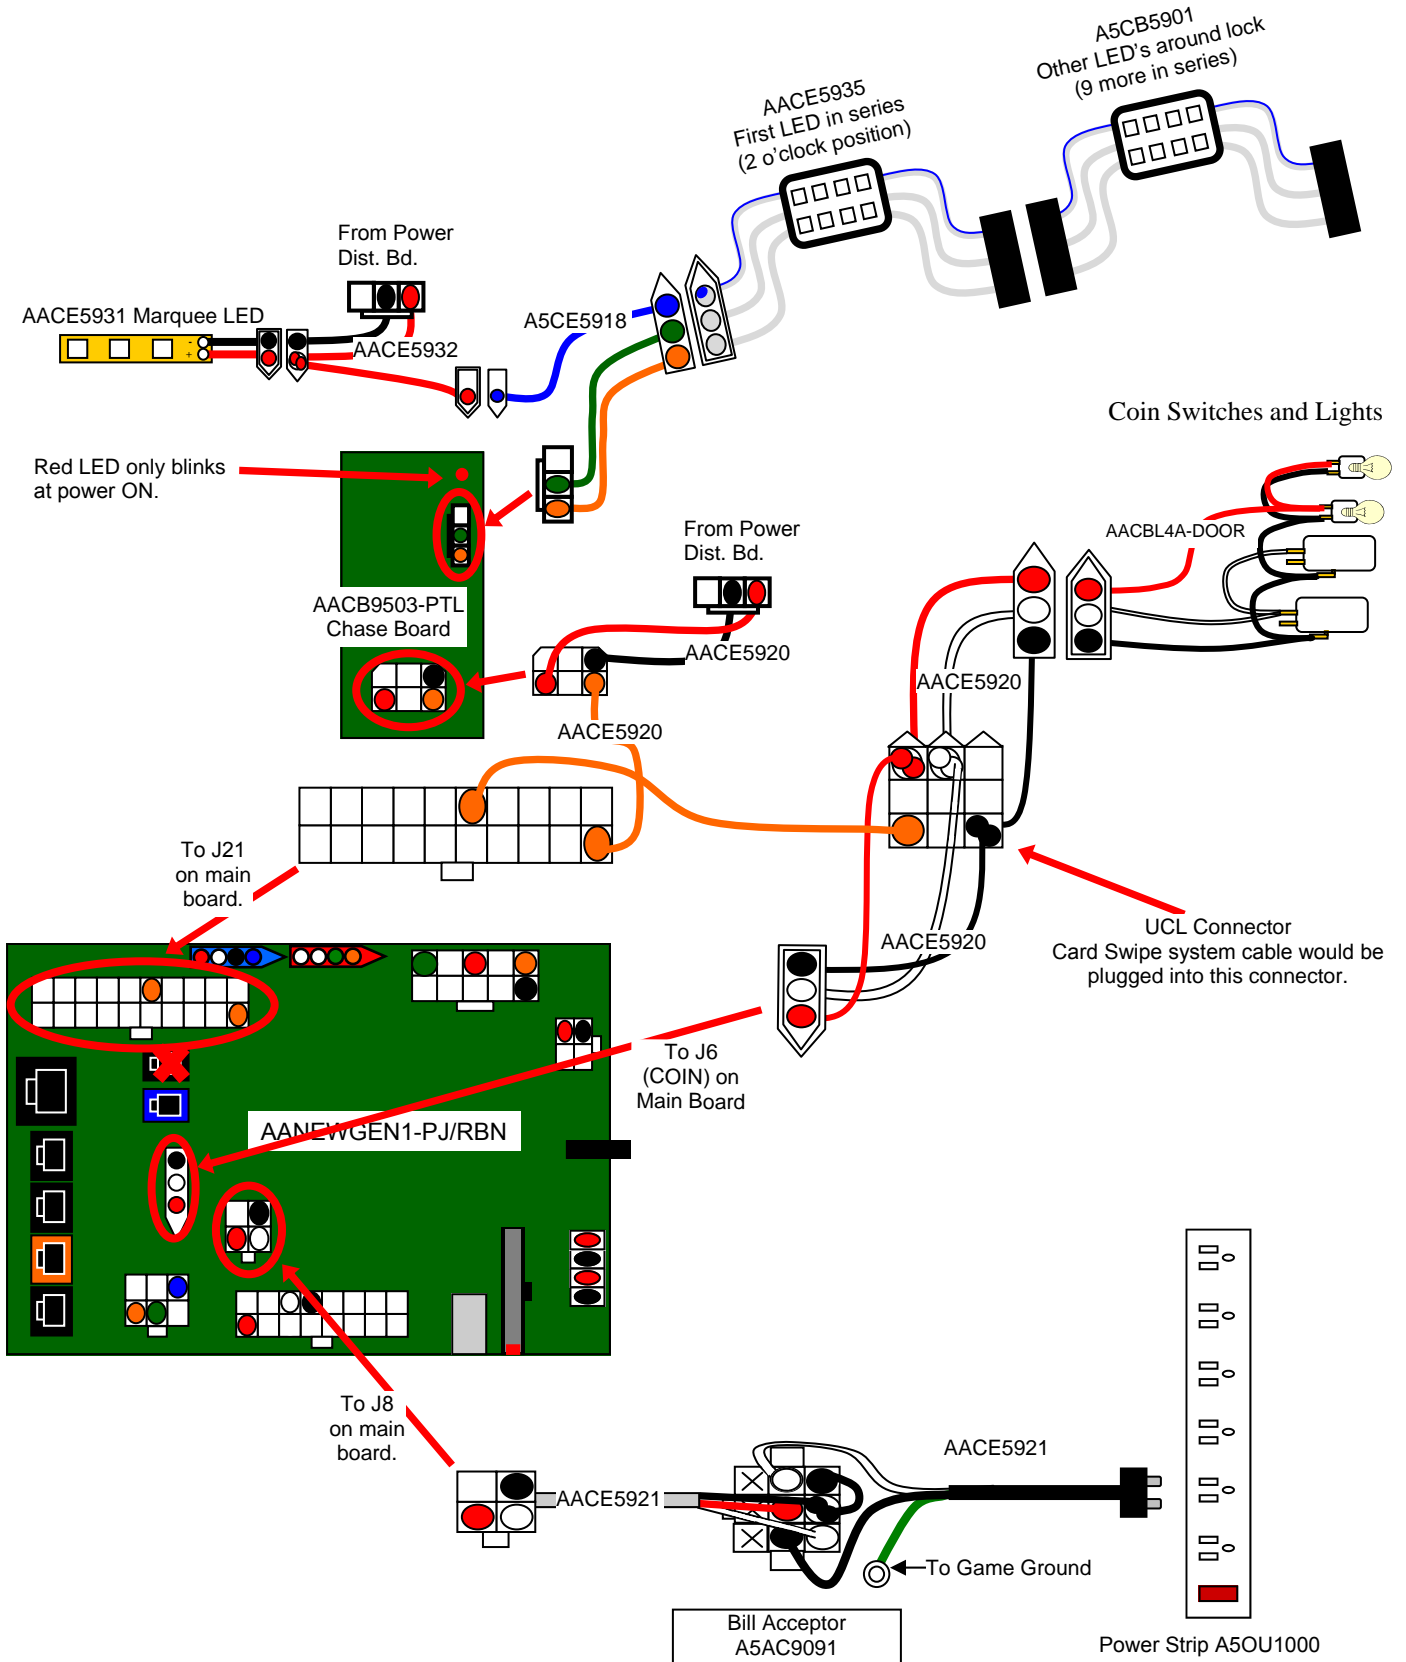 A5CB5901
Other LED's around lock
(9 more in series)
AACE5935
First LED in series
(2 o'clock position)
From Power
Dist. Bd.
AACE5931 Marquee LED
AACE5932
A5CE5918
- 
+
Coin Switches and Lights
Red LED only blinks
at power ON.
From Power
Dist. Bd.
AACBL4A-DOOR
AACB9503-PTL
Chase Board
AACE5920
AACE5920
AACE5920
To J21
on main
board.
AACE5920
UCL Connector
Card Swipe system cable would be
plugged into this connector.
To J6
(COIN) on
Main Board
AANEWGEN1-PJ/RBN
To J8
on main
board.
AACE5921
AACE5921
To Game Ground
Bill Acceptor
A5AC9091
Power Strip A5OU1000